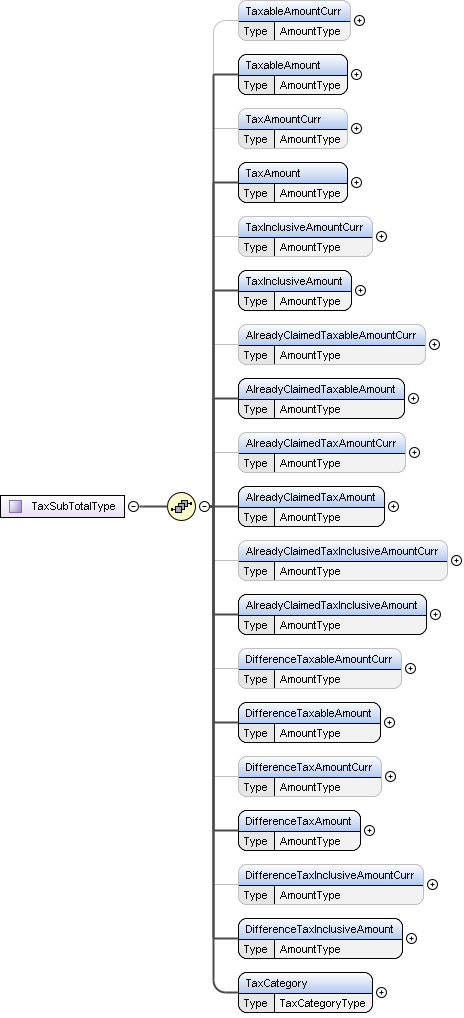 TaxableAmountCurr
Type AmountType
TaxableAmount
Type AmountType
TaxAmountCurr
Type AmountType
TaxAmount
Type AmountType
TaxInclusiveAmountCurr
Type AmountType
TaxInclusiveAmount
Type AmountType
AlreadyClaimedTaxableAmountCurr
Type AmountType
AlreadyClaimedTaxableAmount
Type AmountType
AlreadyClaimedTaxAmountCurr
Type AmountType
TaxSubTotalType
AlreadyClaimedTaxAmount
Type AmountType
AlreadyClaimedTaxInclusiveAmountCurr
Type AmountType
AlreadyClaimedTaxInclusiveAmount
Type AmountType
DifferenceTaxableAmountCurr
Type AmountType
DifferenceTaxableAmount
Type AmountType
DifferenceTaxAmountCurr
Type AmountType
DifferenceTaxAmount
Type AmountType
DifferenceTaxInclusiveAmountCurr
Type AmountType
DifferenceTaxInclusiveAmount
Type AmountType
TaxCategory
Type TaxCategoryType